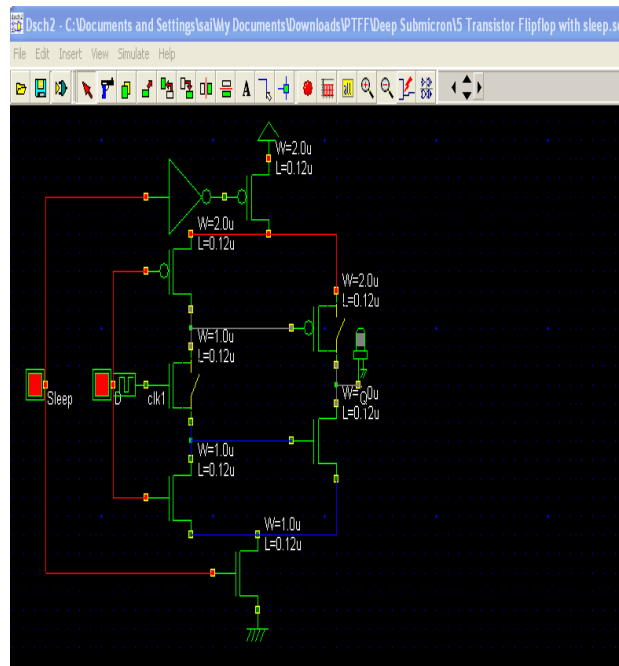 Dsch2 - C:\Documents and Settings\sai\My Documents\Downloads\PTFF\Deep Submicron\5 Transistor Flipflop with sleep.s
File Edit Insert View Simulate Help
A
W=2.0u
L=0.12u
W=2.0u
L=0.12u
W=2.0u
L=0.12u
W=1.0u
L=0.12u
Sleep
D
clk1
Q
L=0.12u
W=1.0u
L=0.12u
W=1.0u
L=0.12u